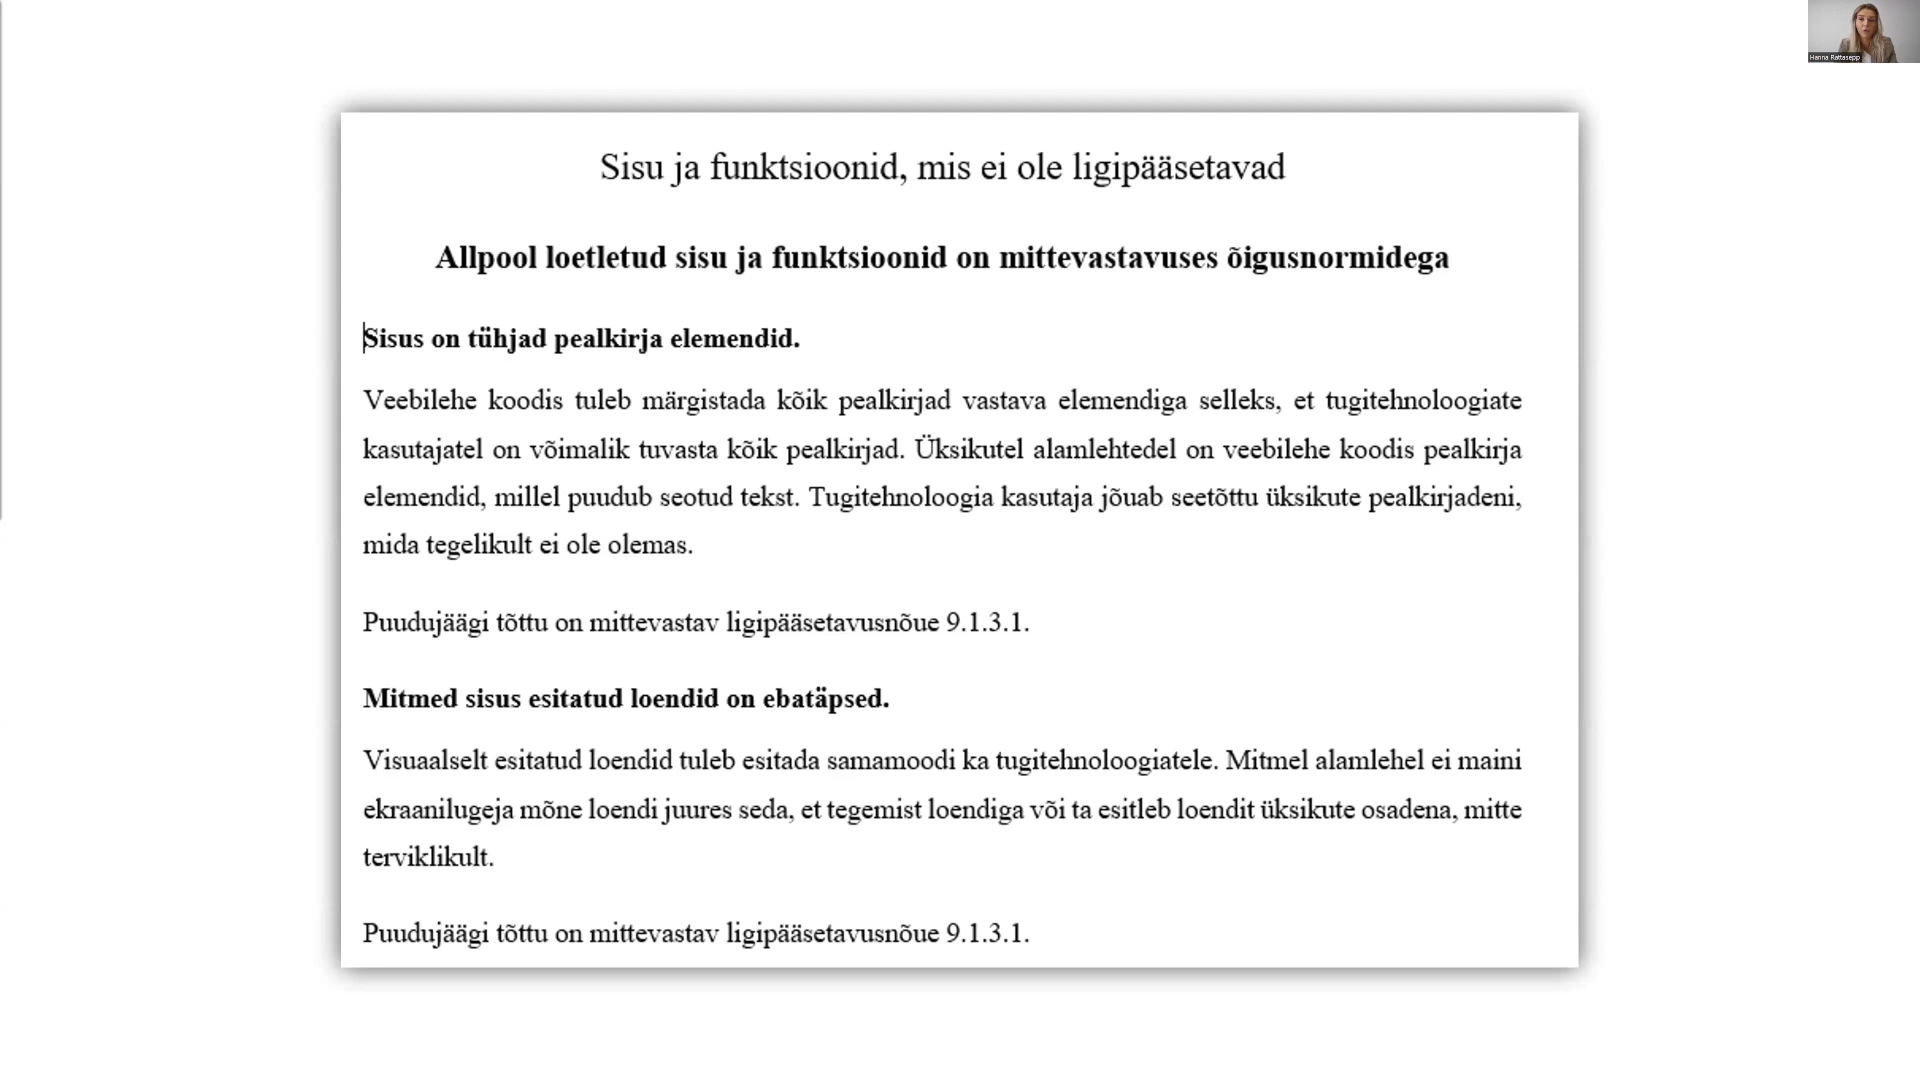 Hanna Rattasepp
Sisu ja funktsioonid, mis ei ole ligipääsetavad
Allpool loetletud sisu ja funktsioonid on mittevastavuses õigusnormidega
Sisus on tühjad pealkirja elemendid.
Veebilehe koodis tuleb märgistada kõik pealkirjad vastava elemendiga selleks, et tugitehnoloogiate
kasutajatel on võimalik tuvasta kõik pealkirjad. Üksikutel alamlehtedel on veebilehe koodis pealkirja
elemendid, millel puudub seotud tekst. Tugitehnoloogia kasutaja jõuab seetõttu üksikute pealkirjadeni,
mida tegelikult ei ole olemas.
Puudujäägi tõttu on mittevastav ligipääsetavusnõue 9.1.3.1.
Mitmed sisus esitatud loendid on ebatäpsed.
Visuaalselt esitatud loendid tuleb esitada samamoodi ka tugitehnoloogiatele. Mitmel alamlehel ei maini
ekraanilugeja mõne loendi juures seda, et tegemist loendiga või ta esitleb loendit üksikute osadena, mitte
terviklikult.
Puudujäägi tõttu on mittevastav ligipääsetavusnõue 9.1.3.1.